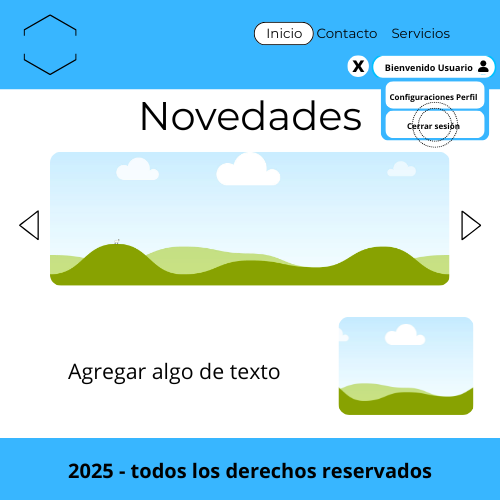 Inicio Contacto Servicios
X Bienvenido Usuario
Configuraciones Perfil
Cerrar sesión
Novedades
Agregar algo de texto
2025 - todos los derechos reservados